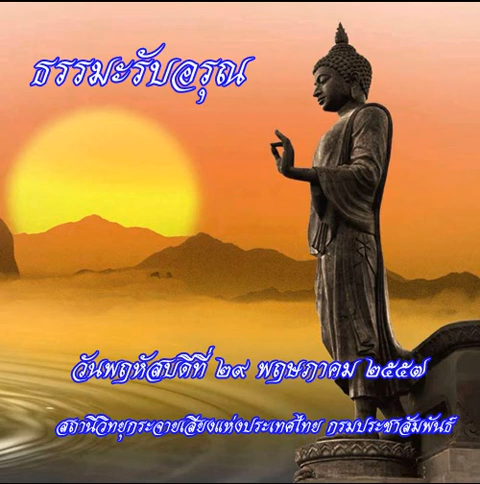 ธรรมะรับอรุณ
วันพฤหัสบดีที่ ๒๙ พฤษภาคม ๒๕๕๗
สถานีวิทยุกระจายเสียงแห่งประเทศไทย กรมประชาสัมพันธ์